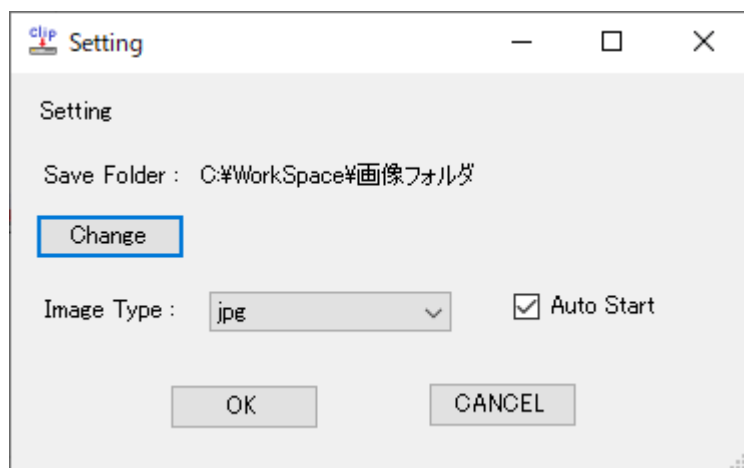 clip Setting
Setting
Save Folder : C:¥WorkSpace¥画像フォルダ
Change
Image Type : jpg Auto Start
OK CANCEL